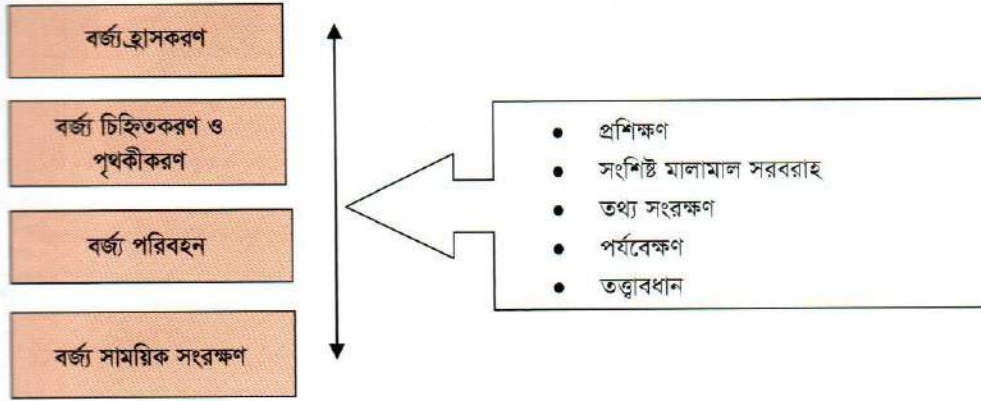 বর্জ্য হ্রাসকরণ
বর্জ্য চিহ্নিতকরণ ও
পৃথকীকরণ
বর্জ্য পরিবহন
বর্জ্য সাময়িক সংরক্ষণ
● প্রশিক্ষণ
● সংশিষ্ট মালামাল সরবরাহ
● তথ্য সংরক্ষণ
● পর্যবেক্ষণ
● তত্ত্বাবধান